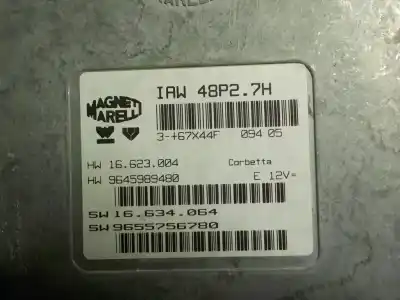 MARELLI
IAW 48P2.7H
MAGNETI
MARELLI
3-+67X44F 094 05
HW 16.623.004 Corbetta
HW 9645989480 E 12V=
SW 16.634.064
SW 9655756780